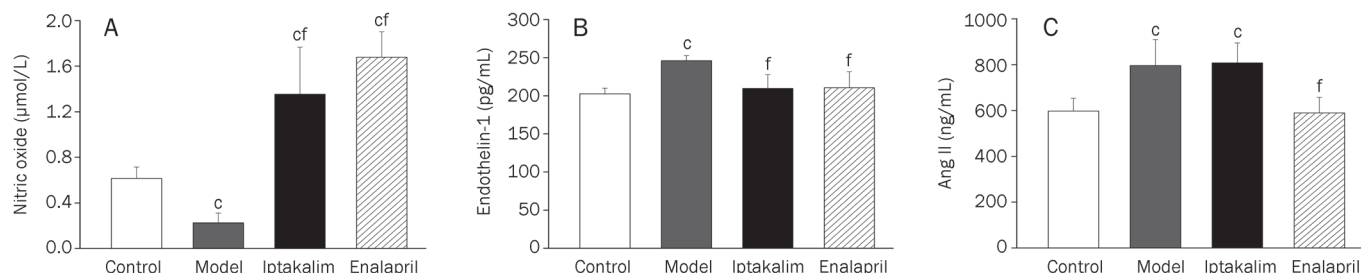 A
Nitric oxide (µmol/L)
2.0
1.6
1.2
0.8
0.4
0.0
c
cf
cf
Control Model Iptakalim Enalapril
B
Endothelin-1 (pg/mL)
300
250
200
150
100
50
0
c
f
f
Control Model Iptakalim Enalapril
C
Ang II (ng/mL)
1000
800
600
400
200
0
c
c
f
Control Model Iptakalim Enalapril